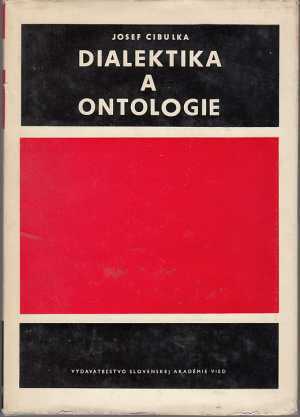 JOSEF CIBULKA
DIALEKTIKA
A
ONTOLOGIE
VYDAVATEĽSTVO SLOVENSKEJ AKADÉMIE VIED